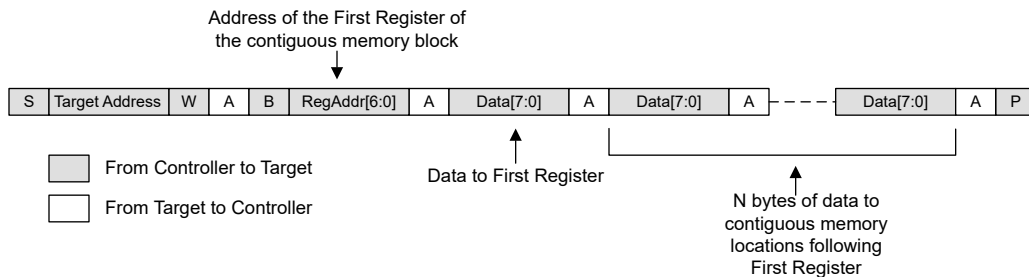 Address of the First Register of
the contiguous memory block
S Target Address W A B RegAddr[6:0] A Data[7:0] A Data[7:0] A Data[7:0] A P
From Controller to Target
Data to First Register
From Target to Controller
N bytes of data to
contiguous memory
locations following
First Register